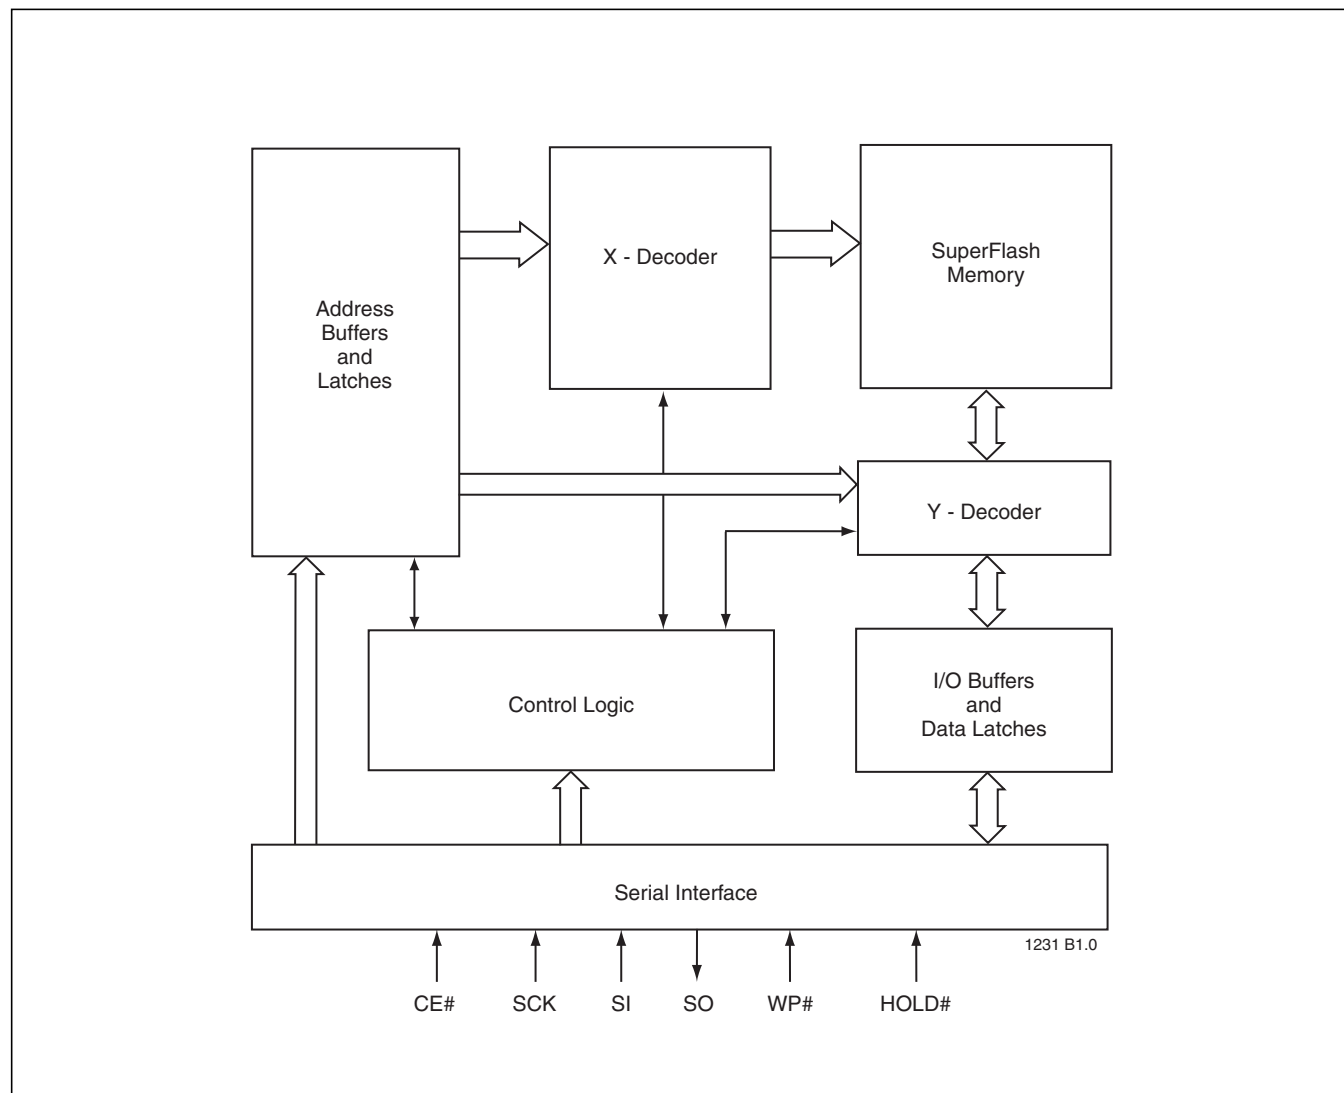 Address
Buffers
and
Latches
X - Decoder
SuperFlash
Memory
Y - Decoder
Control Logic
I/O Buffers
and
Data Latches
Serial Interface
1231 B1.0
CE# SCK SI SO WP# HOLD#